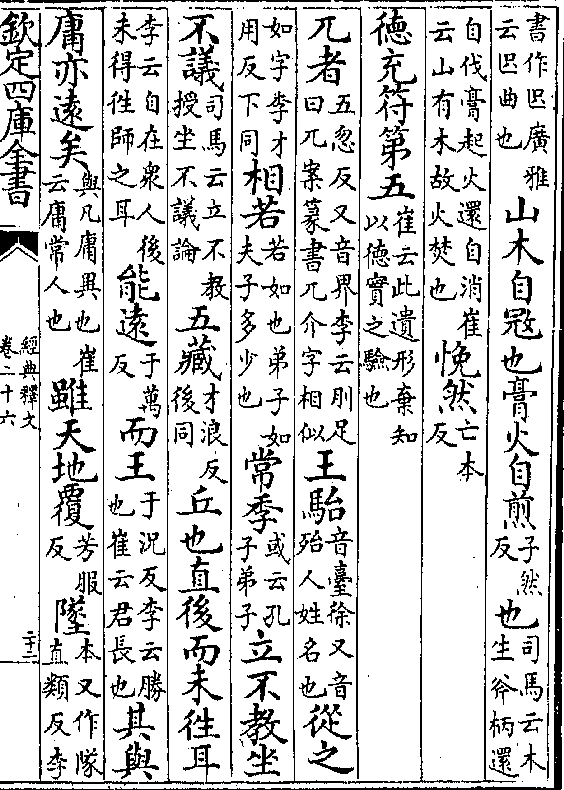 書作迟廣雅云迟曲也山木自寇也膏火自煎子然反也司馬云木生斧柄還
自伐膏起火還自消崔云山有木故火焚也悗然亡本反
德充符第五崔云此遺形棄知以德實之驗也
兀者五忽反又音界李云刖足曰兀案篆書兀介字相似王駘音臺徐又音殆人姓名也從之
如字李才用反下同相若若如也弟子如夫子多少也常季或云孔子弟子立不教坐
不議司馬云立不教授坐不議論五藏才浪反後同丘也直後而未往耳
李云自在衆人後未得往師之耳能遠于萬反而王于況反李云勝也崔云君長也其與
庸亦遠矣與凡庸異也崔云庸常人也雖天地覆芳服反墜本又作隊直類反李
欽定四庫全書
經典釋文
卷二十六
二十三